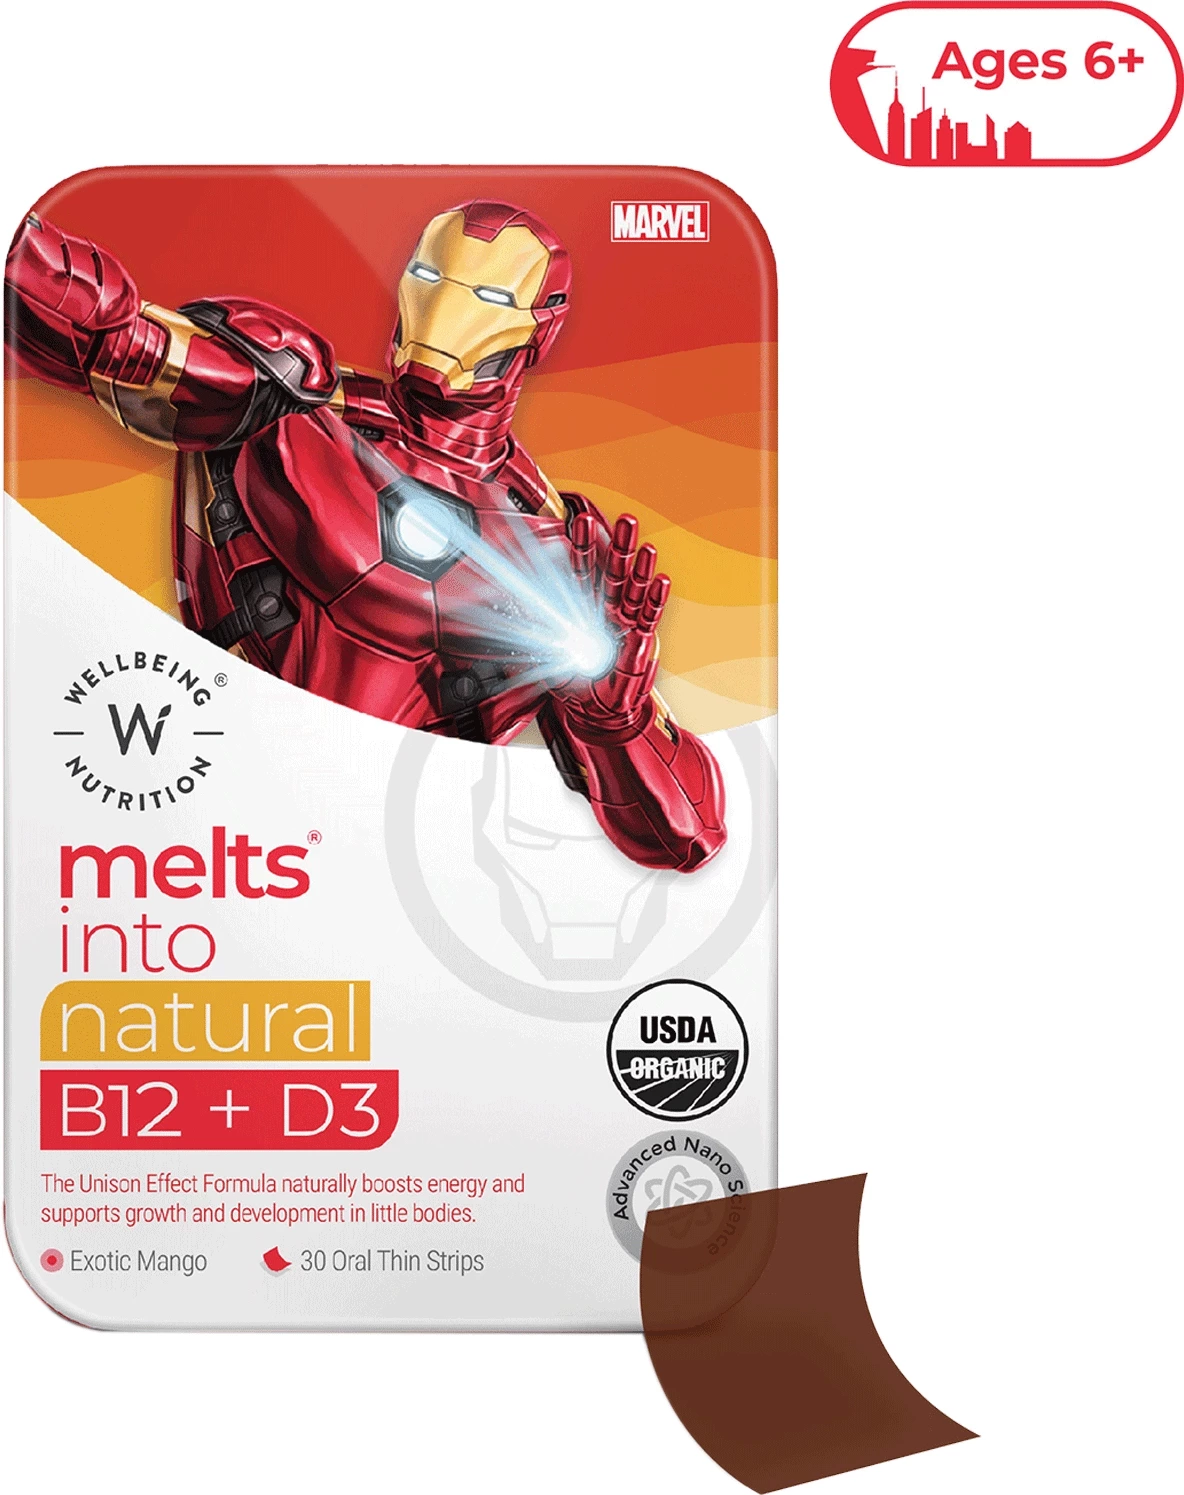 Ages 6+
MARVEL
WELLBEING®
W
NUTRITION
melts®
into
natural
B12 + D3
USDA
ORGANIC
Advanced Nano Science
The Unison Effect Formula naturally boosts energy and
supports growth and development in little bodies.
Exotic Mango
30 Oral Thin Strips